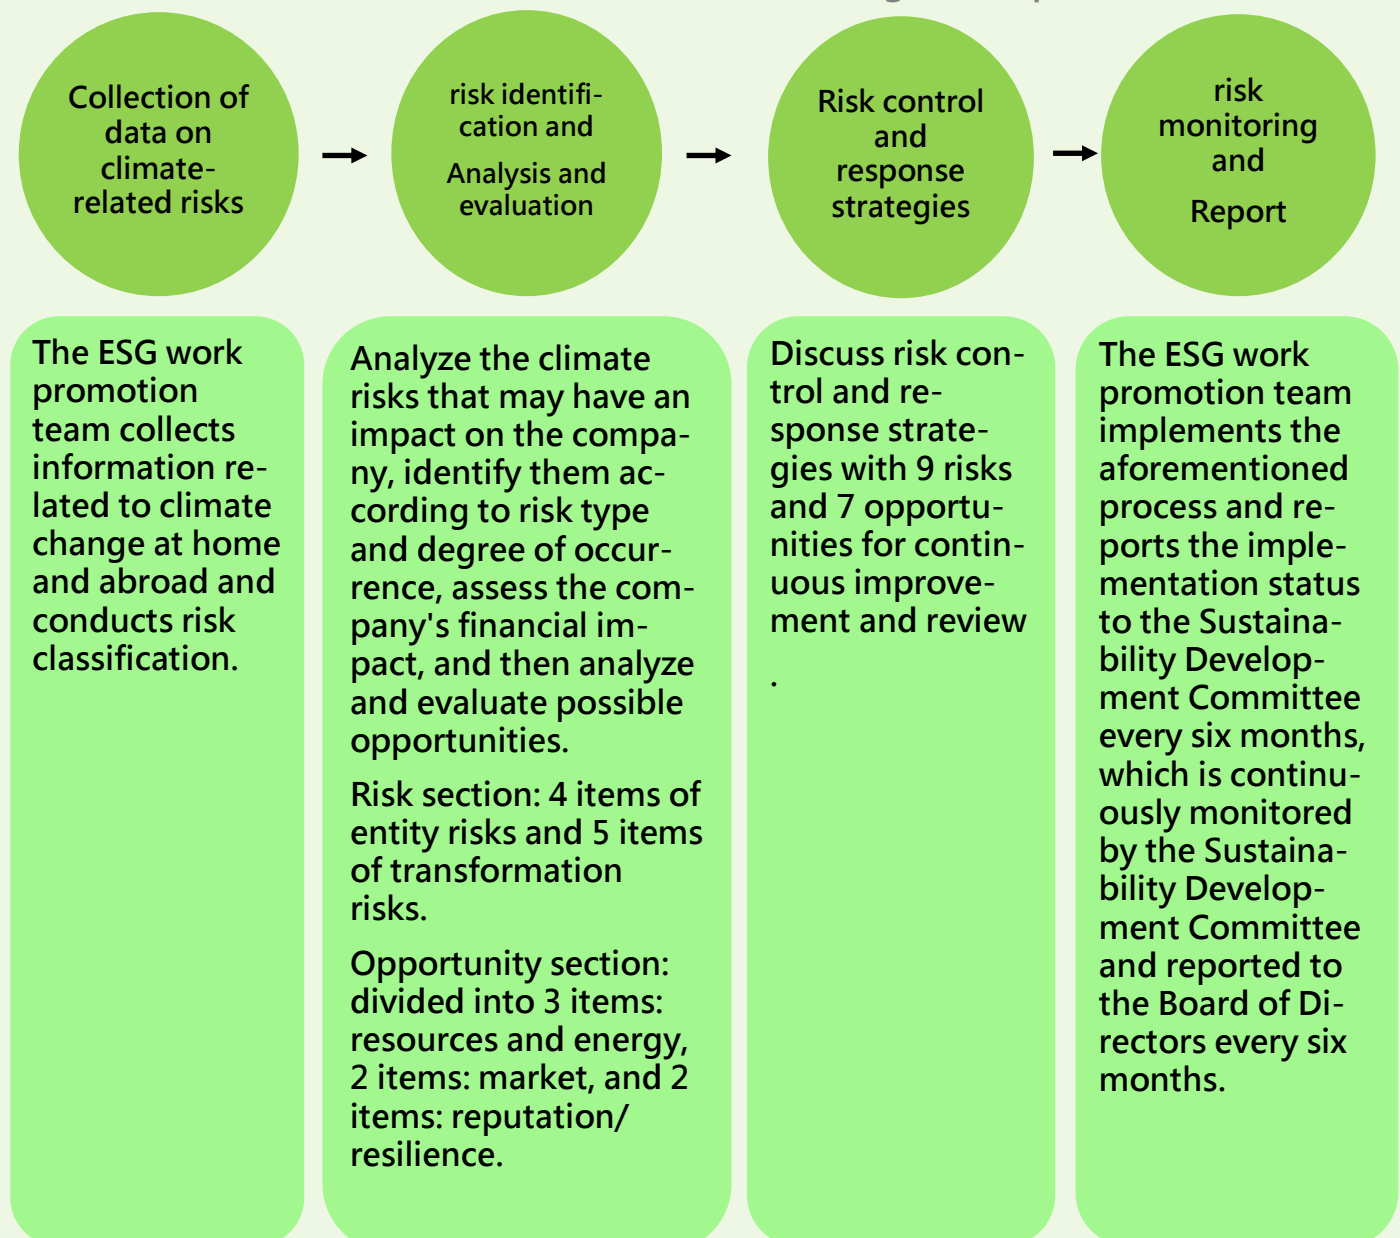 Collection of
data on
climate-
related risks
risk identifi-
cation and
Analysis and
evaluation
Risk control
and
response
strategies
risk
monitoring
and
Report
The ESG work
promotion
team collects
information re-
lated to climate
change at home
and abroad and
conducts risk
classification.
Analyze the climate
risks that may have an
impact on the compa-
ny, identify them ac-
cording to risk type
and degree of occur-
rence, assess the com-
pany's financial im-
pact, and then analyze
and evaluate possible
opportunities.
Risk section: 4 items of
entity risks and 5 items
of transformation
risks.
Opportunity section:
divided into 3 items:
resources and energy,
2 items: market, and 2
items: reputation/
resilience.
Discuss risk con-
trol and re-
sponse strate-
gies with 9 risks
and 7 opportu-
nities for contin-
uous improve-
ment and review
.
The ESG work
promotion team
implements the
aforementioned
process and re-
ports the imple-
mentation status
to the Sustaina-
bility Develop-
ment Committee
every six months,
which is continu-
ously monitored
by the Sustaina-
bility Develop-
ment Committee
and reported to
the Board of Di-
rectors every six
months.